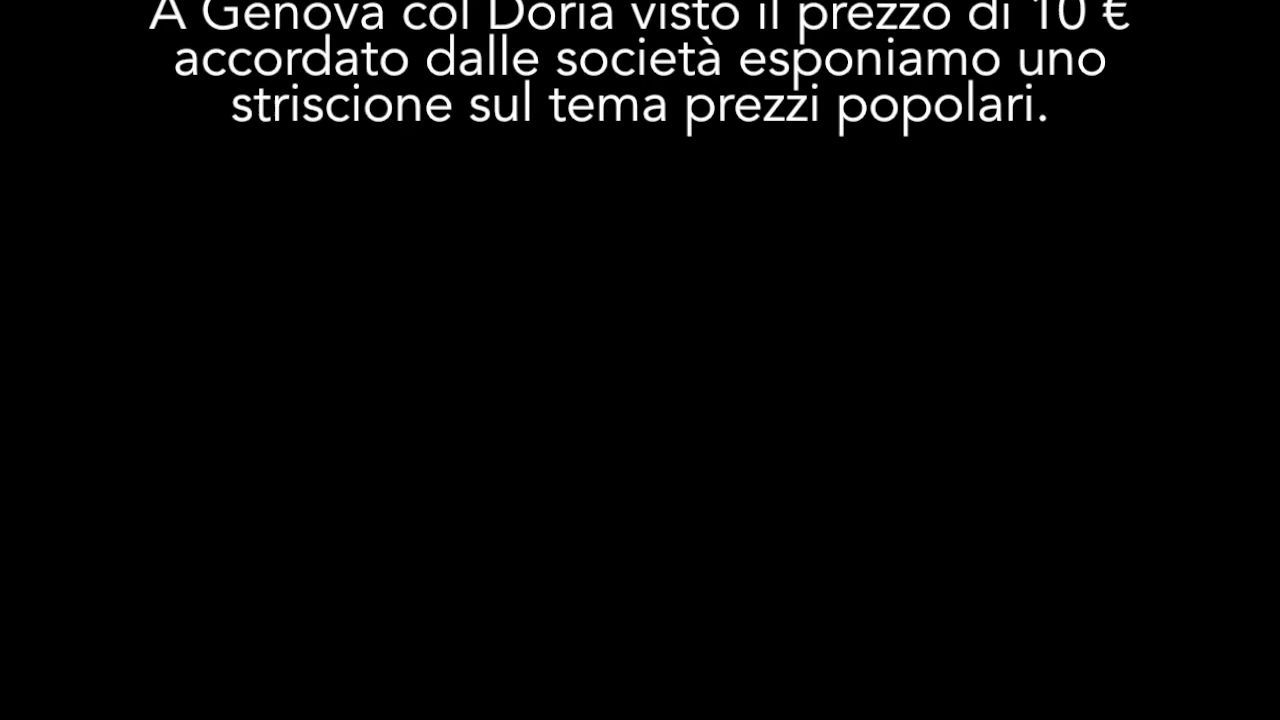 A Genova col Doria visto il prezzo di 10 €
accordato dalle società esponiamo uno
striscione sul tema prezzi popolari.